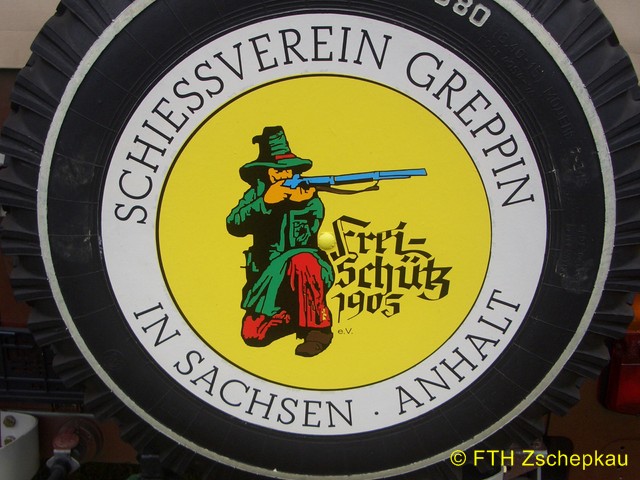 SCHIESSVEREIN GREPPIN
Frei-
schütz
1905
e.V.
IN SACHSEN · ANHALT
© FTH Zschepkau